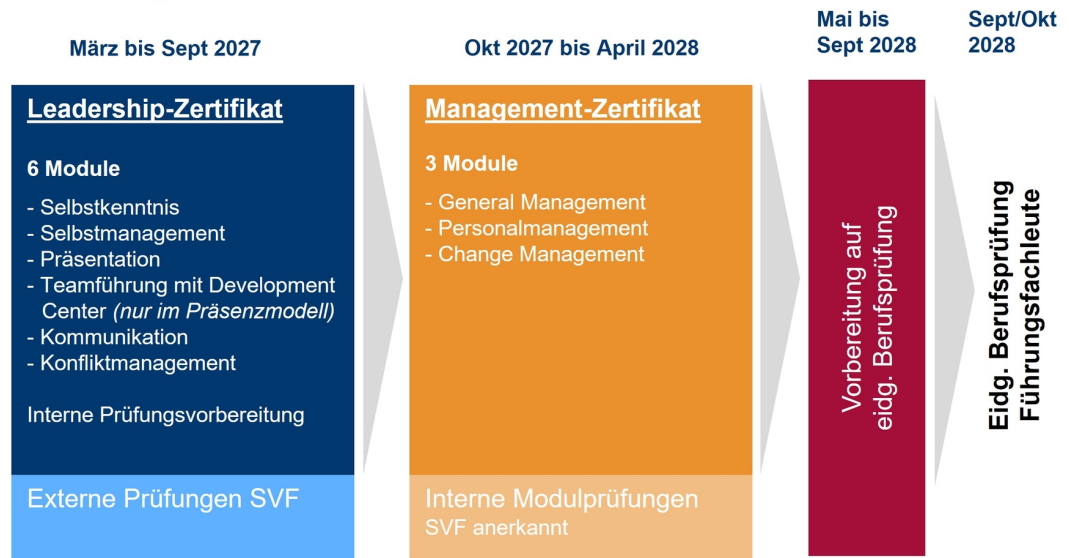 März bis Sept 2027
Leadership-Zertifikat
6 Module
- Selbstkenntnis
- Selbstmanagement
- Präsentation
- Teamführung mit Development
Center (nur im Präsenzmodell)
- Kommunikation
- Konfliktmanagement
Interne Prüfungsvorbereitung
Externe Prüfungen SVF
Okt 2027 bis April 2028
Management-Zertifikat
3 Module
- General Management
- Personalmanagement
- Change Management
Interne Modulprüfungen
SVF anerkannt
Mai bis
Sept 2028
Vorbereitung auf
eidg. Berufsprüfung
Sept/Okt
2028
Eidg. Berufsprüfung
Führungsfachleute